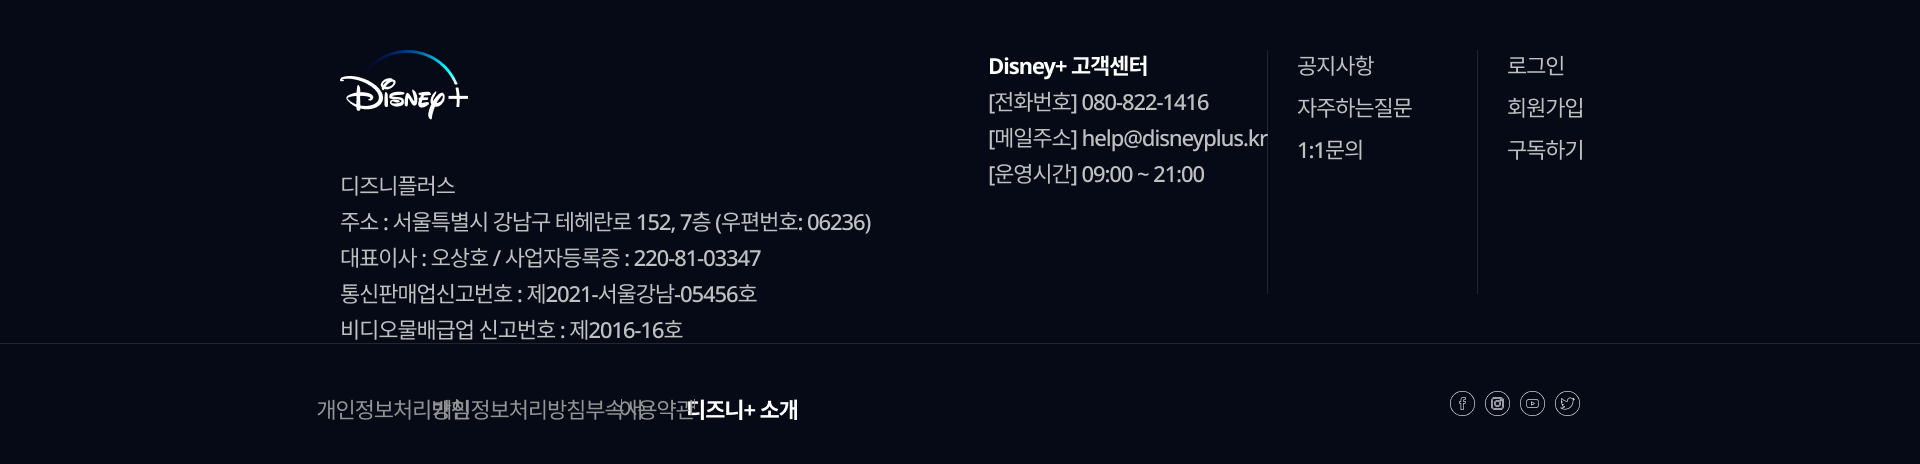 Disney+
디즈니플러스
주소 : 서울특별시 강남구 테헤란로 152, 7층 (우편번호: 06236)
대표이사 : 오상호 / 사업자등록증 : 220-81-03347
통신판매업신고번호 : 제2021-서울강남-05456호
비디오물배급업 신고번호 : 제2016-16호
Disney+ 고객센터
[전화번호] 080-822-1416
[메일주소] help@disneyplus.kr
[운영시간] 09:00 ~ 21:00
공지사항
자주하는질문
1:1문의
로그인
회원가입
구독하기
개인정보처리방침
개인정보처리방침부속서
이용약관
디즈니+ 소개